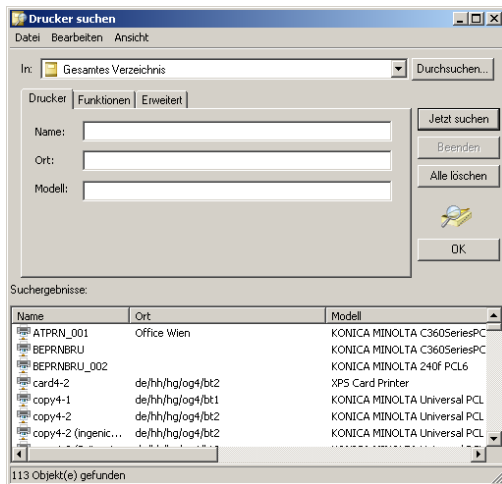 Drucker suchen
Datei Bearbeiten Ansicht
In: Gesamtes Verzeichnis Durchsuchen...
Drucker Funktionen Erweitert
Jetzt suchen
Name:
Beenden
Ort:
Alle löschen
Modell:
OK
Suchergebnisse:
Name Ort Modell
ATPRN_001 Office Wien KONICA MINOLTA C360SeriesPC
BEPRNBRU KONICA MINOLTA C360SeriesPC
BEPRNBRU_002 KONICA MINOLTA 240f PCL6
card4-2 de/hh/hg/og4/bt2 XPS Card Printer
copy4-1 de/hh/hg/og4/bt1 KONICA MINOLTA Universal PCL
copy4-2 de/hh/hg/og4/bt2 KONICA MINOLTA Universal PCL
copy4-2 (ingenic... de/hh/hg/og4/bt2 KONICA MINOLTA Universal PCL
113 Objekt(e) gefunden